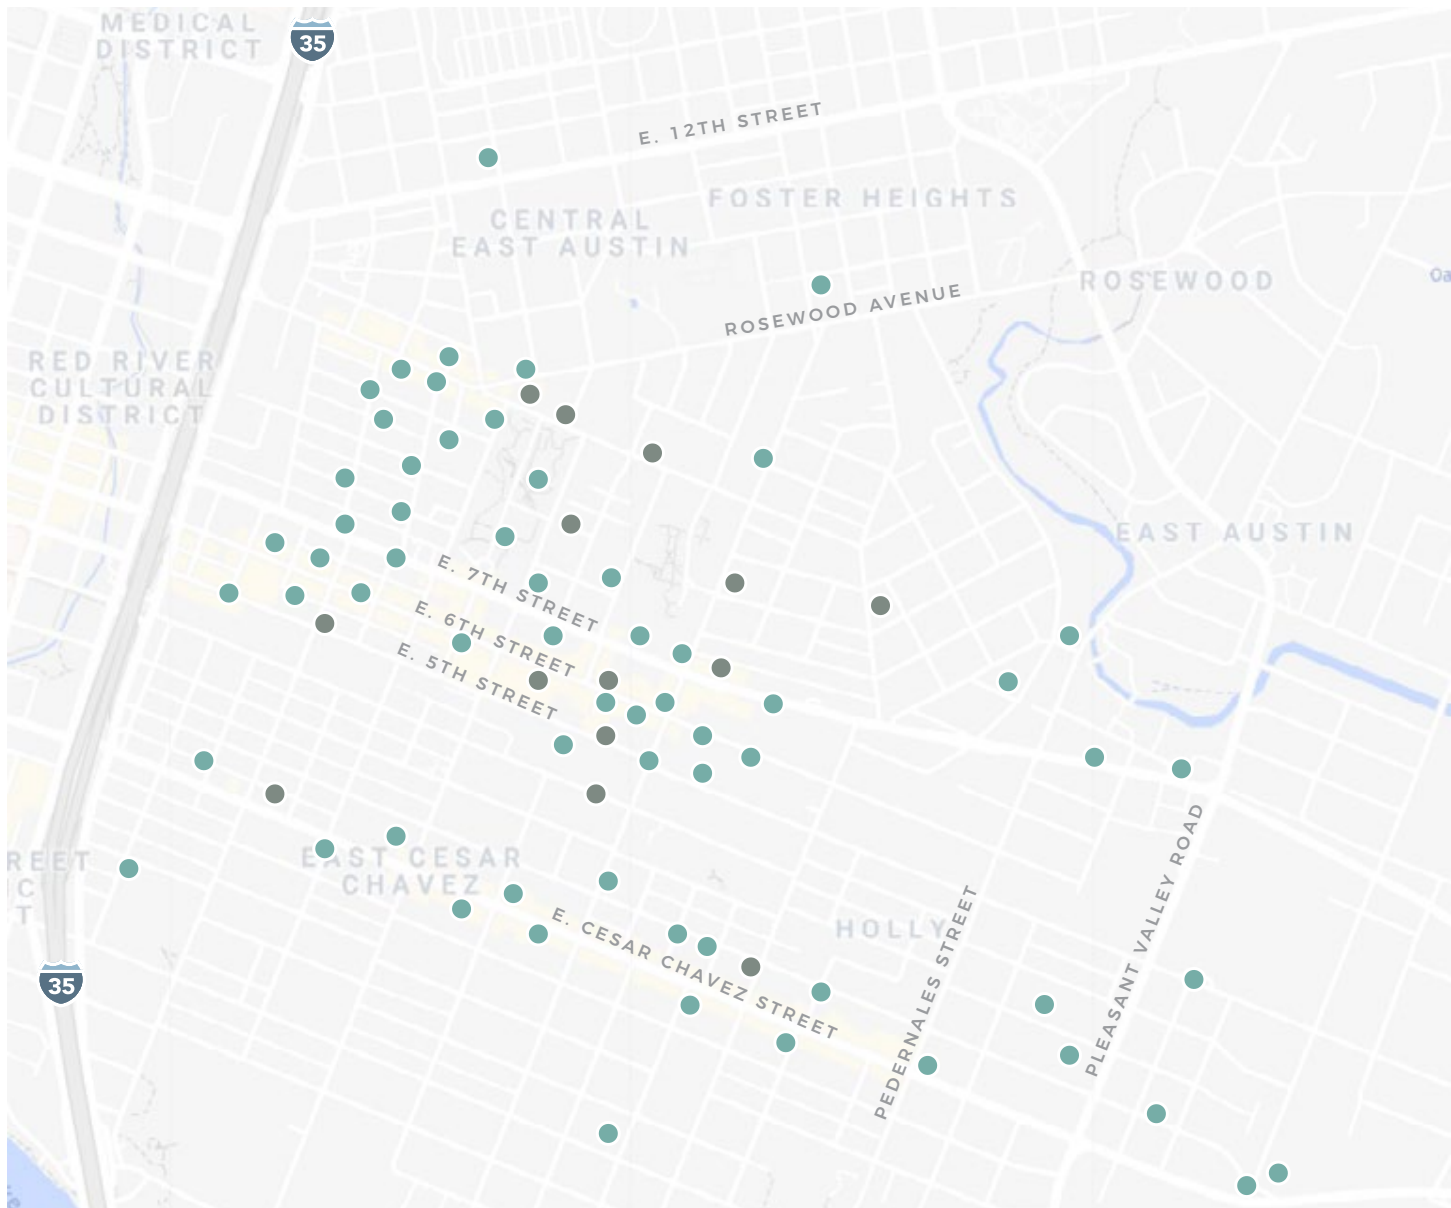 MEDICAL
DISTRICT
35
E. 12TH STREET
FOSTER HEIGHTS
CENTRAL
EAST AUSTIN
ROSEWOOD
Oa
ROSEWOOD AVENUE
RED RIVER
CULTURAL
DISTRICT
EAST AUSTIN
E. 7TH STREET
E. 6TH STREET
E. 5TH STREET
REET
C
T
EAST CESAR
CHAVEZ
E. CESAR CHAVEZ STREET
HOLLY
PEDERNALES STREET
PLEASANT VALLEY ROAD
35